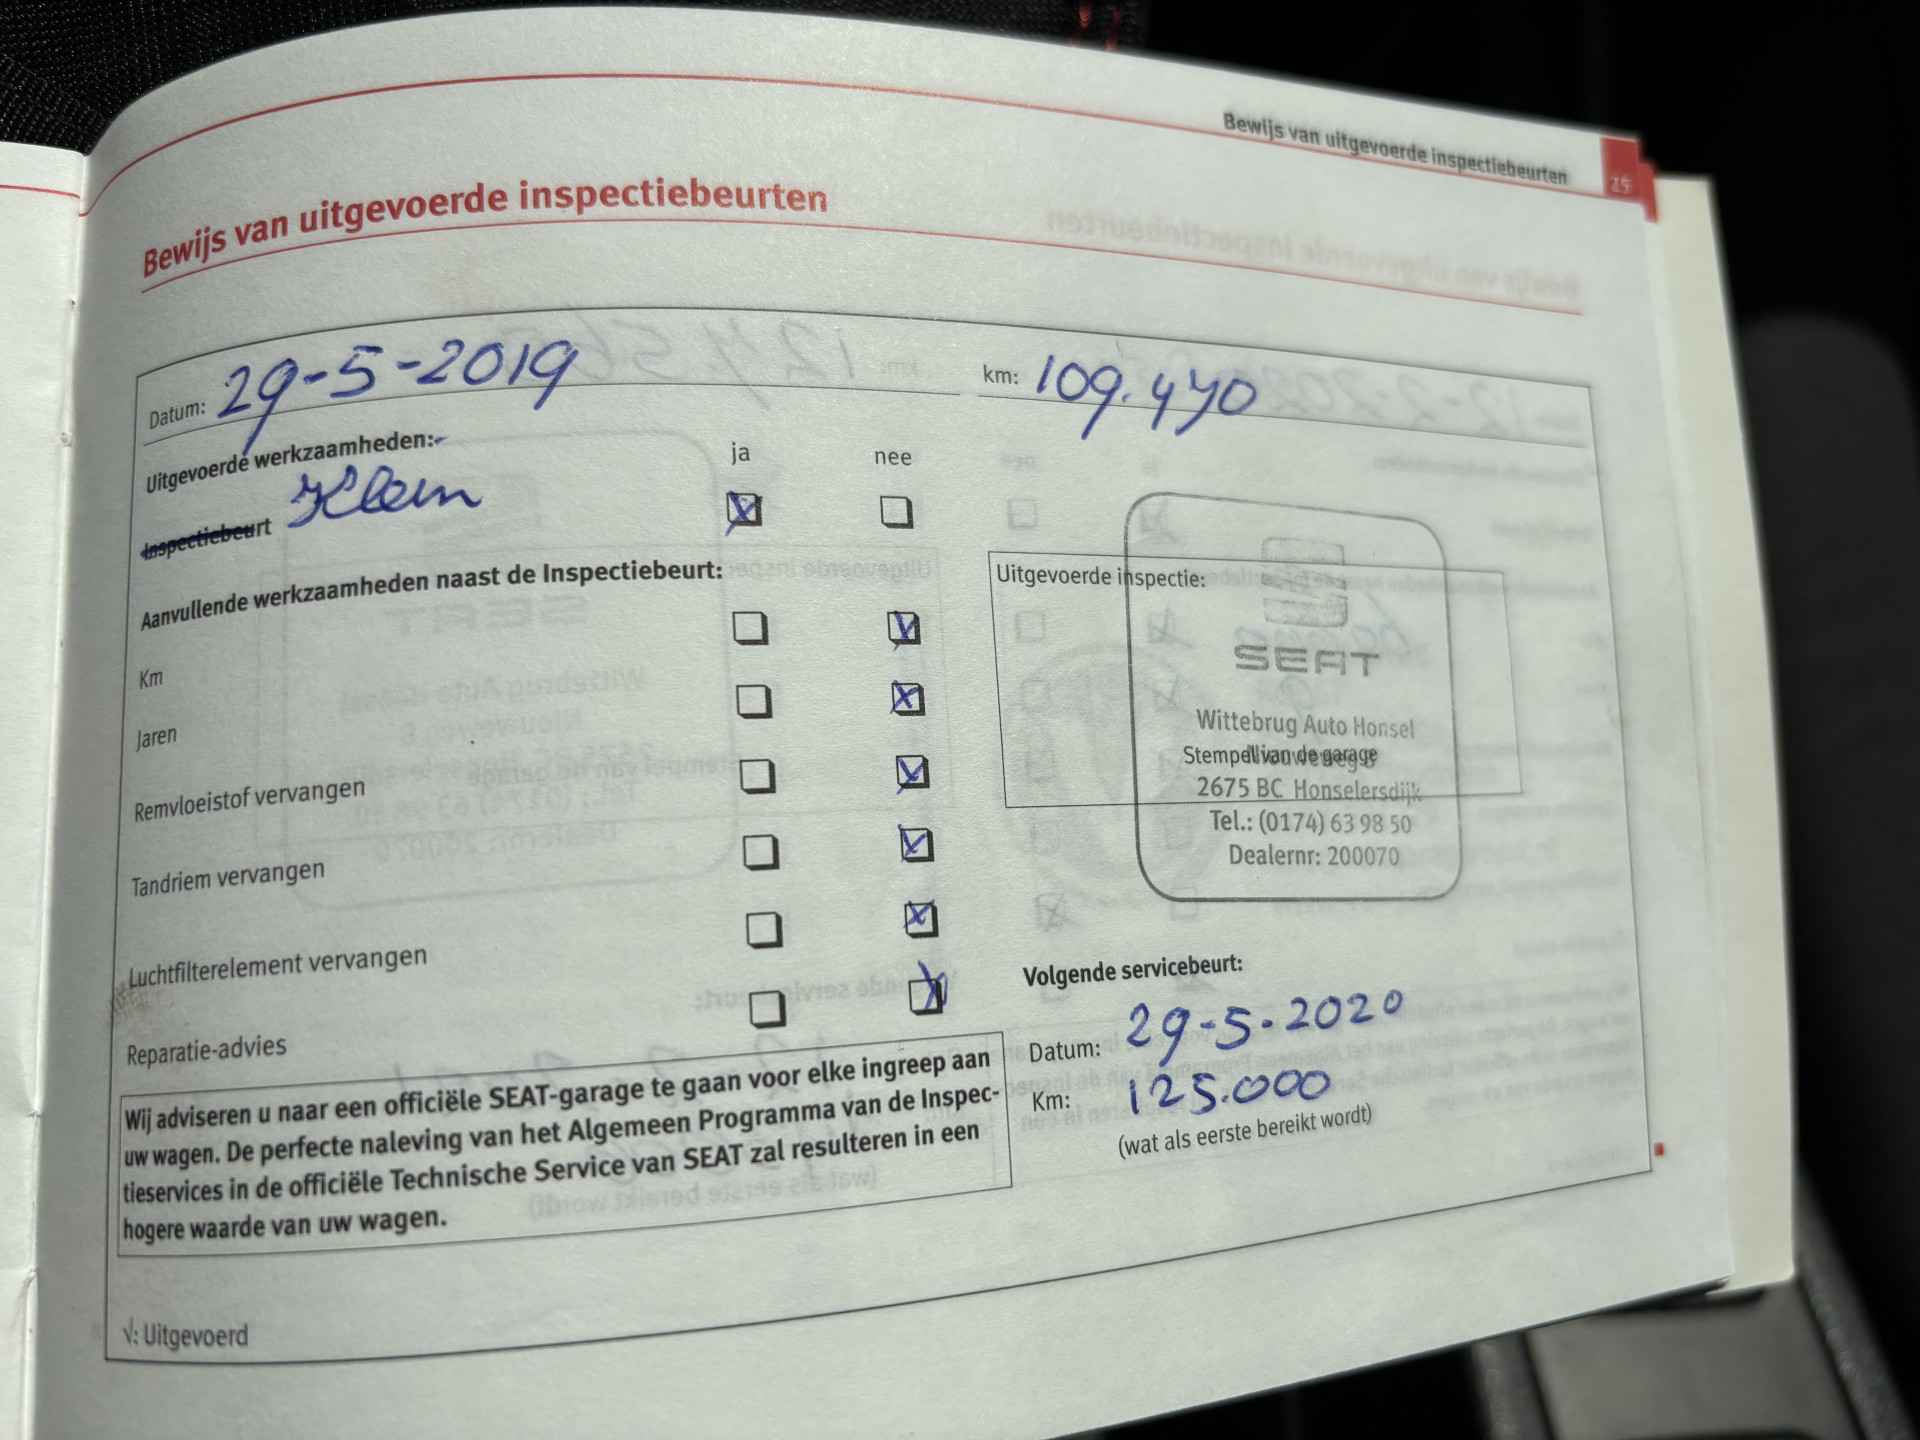 Bewijs van uitgevoerde inspectiebeurten
Bewijs van uitgevoerde inspectiebeurten
Datum: 29-5-2019
km: 109.470
Uitgevoerde werkzaamheden:
ja
nee
Inspectiebeurt Klein
Aanvullende werkzaamheden naast de Inspectiebeurt:
Km
Jaren
Remvloeistof vervangen
Tandriem vervangen
Luchtfilterelement vervangen
Reparatie-advies
Wij adviseren u naar een officiële SEAT-garage te gaan voor elke ingreep aan
uw wagen. De perfecte naleving van het Algemeen Programma van de Inspec-
tieservices in de officiële Technische Service van SEAT zal resulteren in een
hogere waarde van uw wagen.
√: Uitgevoerd
Uitgevoerde inspectie:
SEAT
Wittebrug Auto Honsel
Stempel van de garage
2675 BC Honselersdijk
Tel.: (0174) 63 98 50
Dealernr: 200070
Volgende servicebeurt:
Datum: 29-5-2020
Km: 125.000
(wat als eerste bereikt wordt)